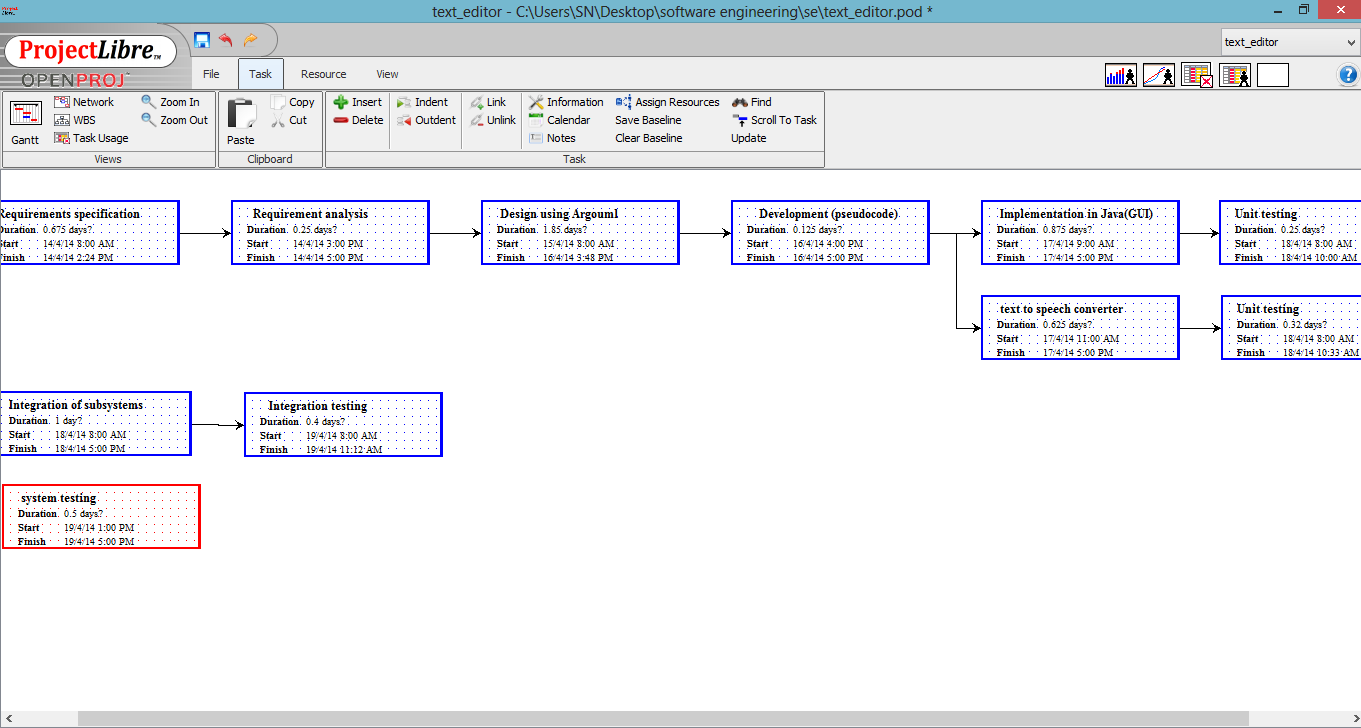 text_editor - C:\Users\SN\Desktop\software engineering\se\text_editor.pod *
ProjectLibre™
OPENPROJ
text_editor
File Task Resource View
Gantt
Network
WBS
Task Usage
Zoom In
Zoom Out
Views
Paste
Copy
Cut
Clipboard
Insert
Delete
Indent
Outdent
Link
Unlink
Information
Calendar
Notes
Assign Resources
Save Baseline
Clear Baseline
Find
Scroll To Task
Update
Task
Requirements specification
Duration 0.675 days?
Start 14/4/14 8:00 AM
Finish 14/4/14 2:24 PM
Requirement analysis
Duration 0.25 days?
Start 14/4/14 3:00 PM
Finish 14/4/14 5:00 PM
Design using Argouml
Duration 1.85 days?
Start 15/4/14 8:00 AM
Finish 16/4/14 3:48 PM
Development (pseudocode)
Duration 0.125 days?
Start 16/4/14 4:00 PM
Finish 16/4/14 5:00 PM
Implementation in Java(GUI)
Duration 0.875 days?
Start 17/4/14 9:00 AM
Finish 17/4/14 5:00 PM
Unit testing
Duration 0.25 days?
Start 18/4/14 8:00 AM
Finish 18/4/14 10:00 AM
text to speech converter
Duration 0.625 days?
Start 17/4/14 11:00 AM
Finish 17/4/14 5:00 PM
Unit testing
Duration 0.32 days?
Start 18/4/14 8:00 AM
Finish 18/4/14 10:33 AM
Integration of subsystems
Duration 1 day?
Start 18/4/14 8:00 AM
Finish 18/4/14 5:00 PM
Integration testing
Duration 0.4 days?
Start 19/4/14 8:00 AM
Finish 19/4/14 11:12 AM
system testing
Duration 0.5 days?
Start 19/4/14 1:00 PM
Finish 19/4/14 5:00 PM